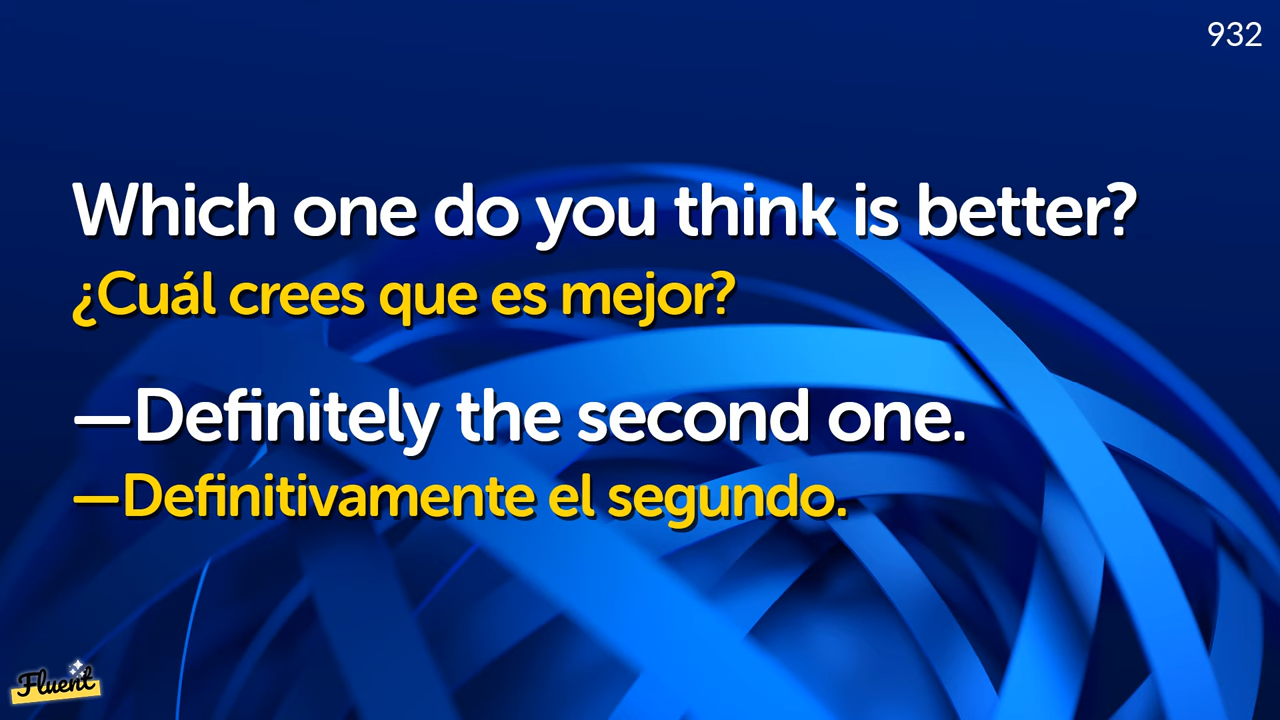 932
Which one do you think is better?
¿Cuál crees que es mejor?
—Definitely the second one.
—Definitivamente el segundo.
Fluent